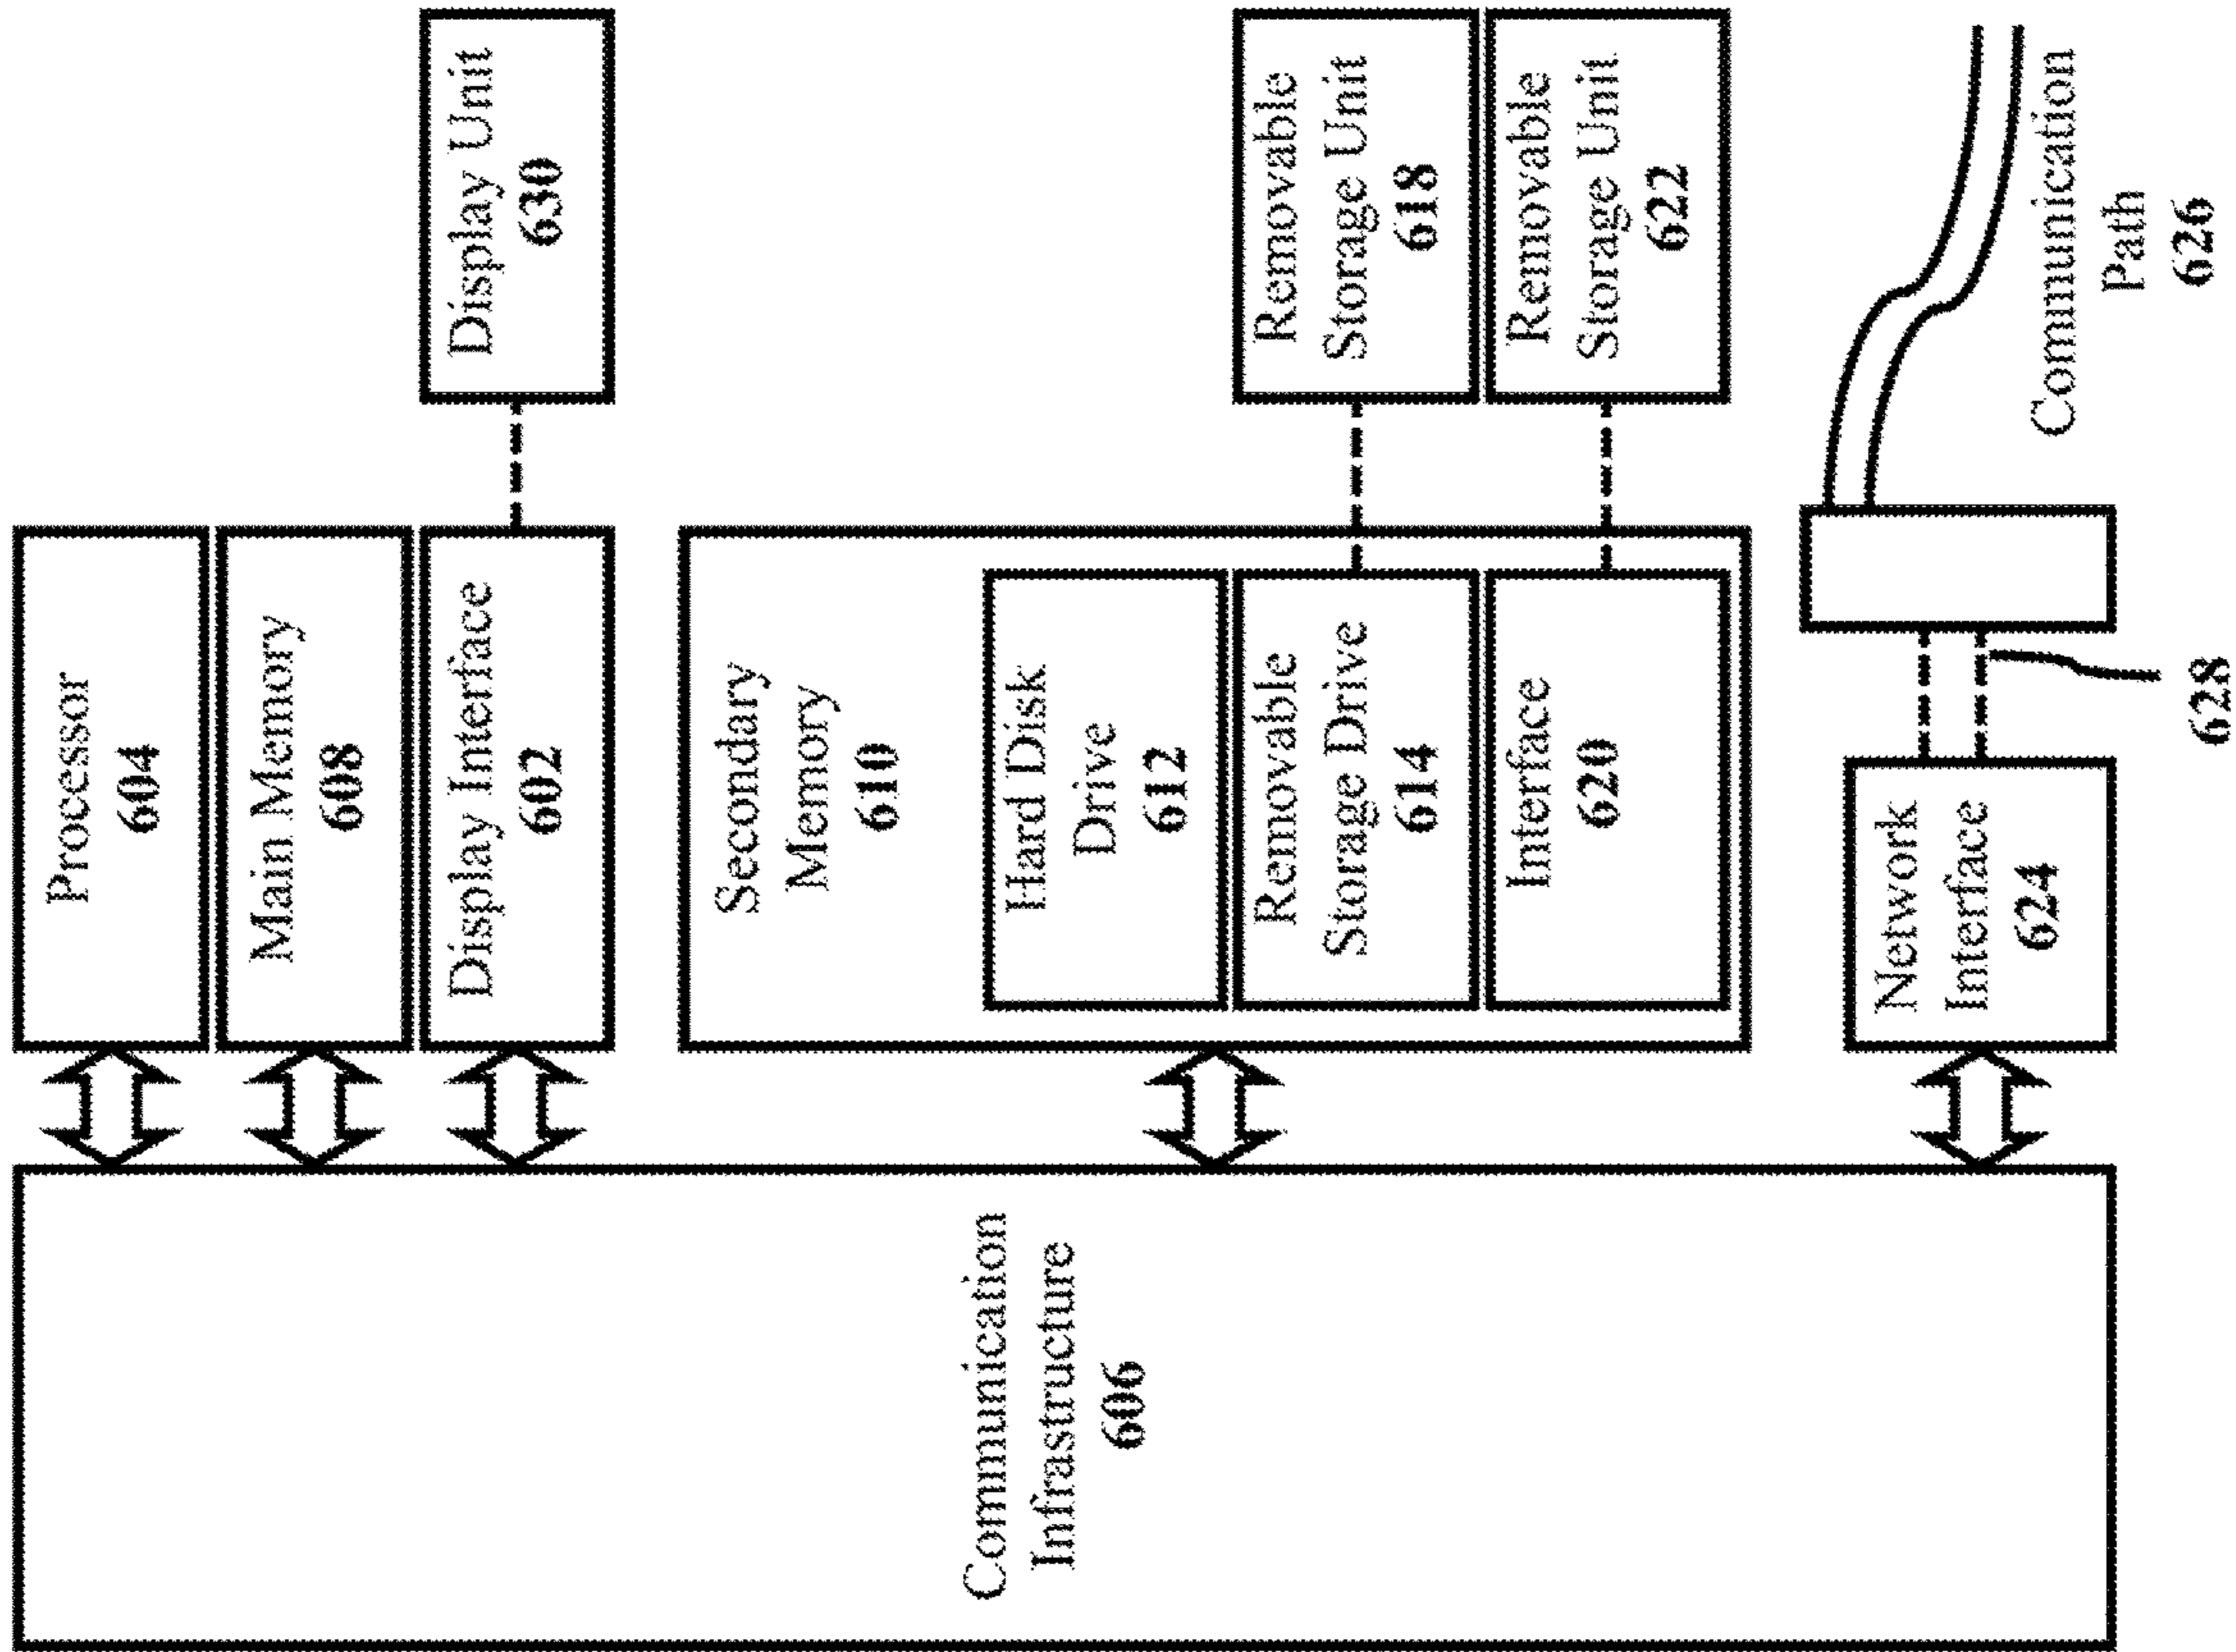 Communication
Infrastructure
606
Processor
604
Main Memory
608
Display Interface
602
Display Unit
630
Secondary
Memory
610
Hard Disk
Drive
612
Removable
Storage Drive
614
Interface
620
Removable
Storage Unit
618
Removable
Storage Unit
622
Network
Interface
624
628
Communication
Path
626